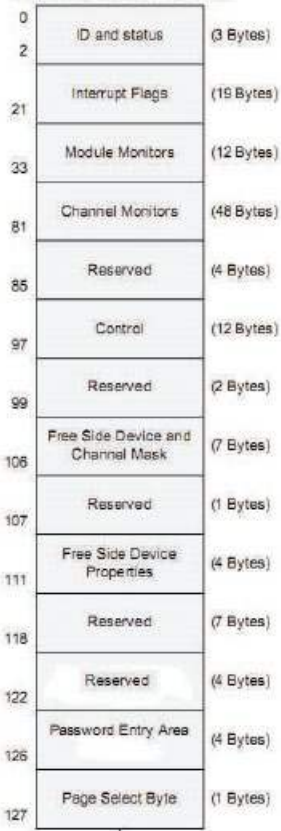 0
ID and status (3 Bytes)
2
Interrupt Flags (19 Bytes)
21
Module Monitors (12 Bytes)
33
Channel Monitors (48 Bytes)
81
Reserved (4 Bytes)
85
Control (12 Bytes)
97
Reserved (2 Bytes)
99
Free Side Device and
Channel Mask (7 Bytes)
106
Reserved (1 Bytes)
107
Free Side Device
Properties (4 Bytes)
111
Reserved (7 Bytes)
118
Reserved (4 Bytes)
122
Password Entry Area (4 Bytes)
126
Page Select Byte (1 Bytes)
127